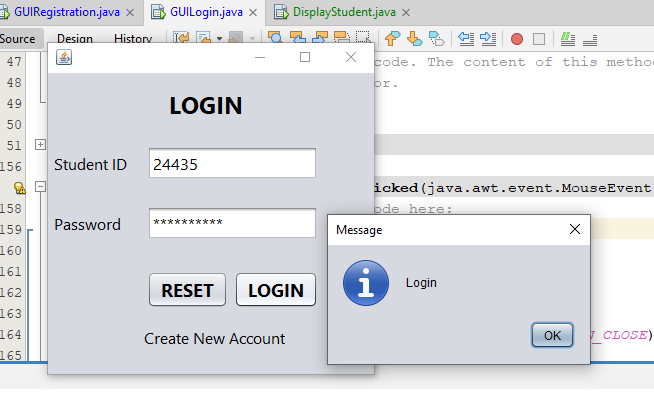 GUIRegistration.java × GUILogin.java × DisplayStudent.java ×
Source Design History
47 code. The content of this metho
48 or.
49
50
51
156
icked(java.awt.event.MouseEvent
158 ode here:
159
160
161
162
163
164 N_CLOSE)
165
LOGIN
Student ID 24435
Password **********
RESET LOGIN
Create New Account
Message
Login
OK